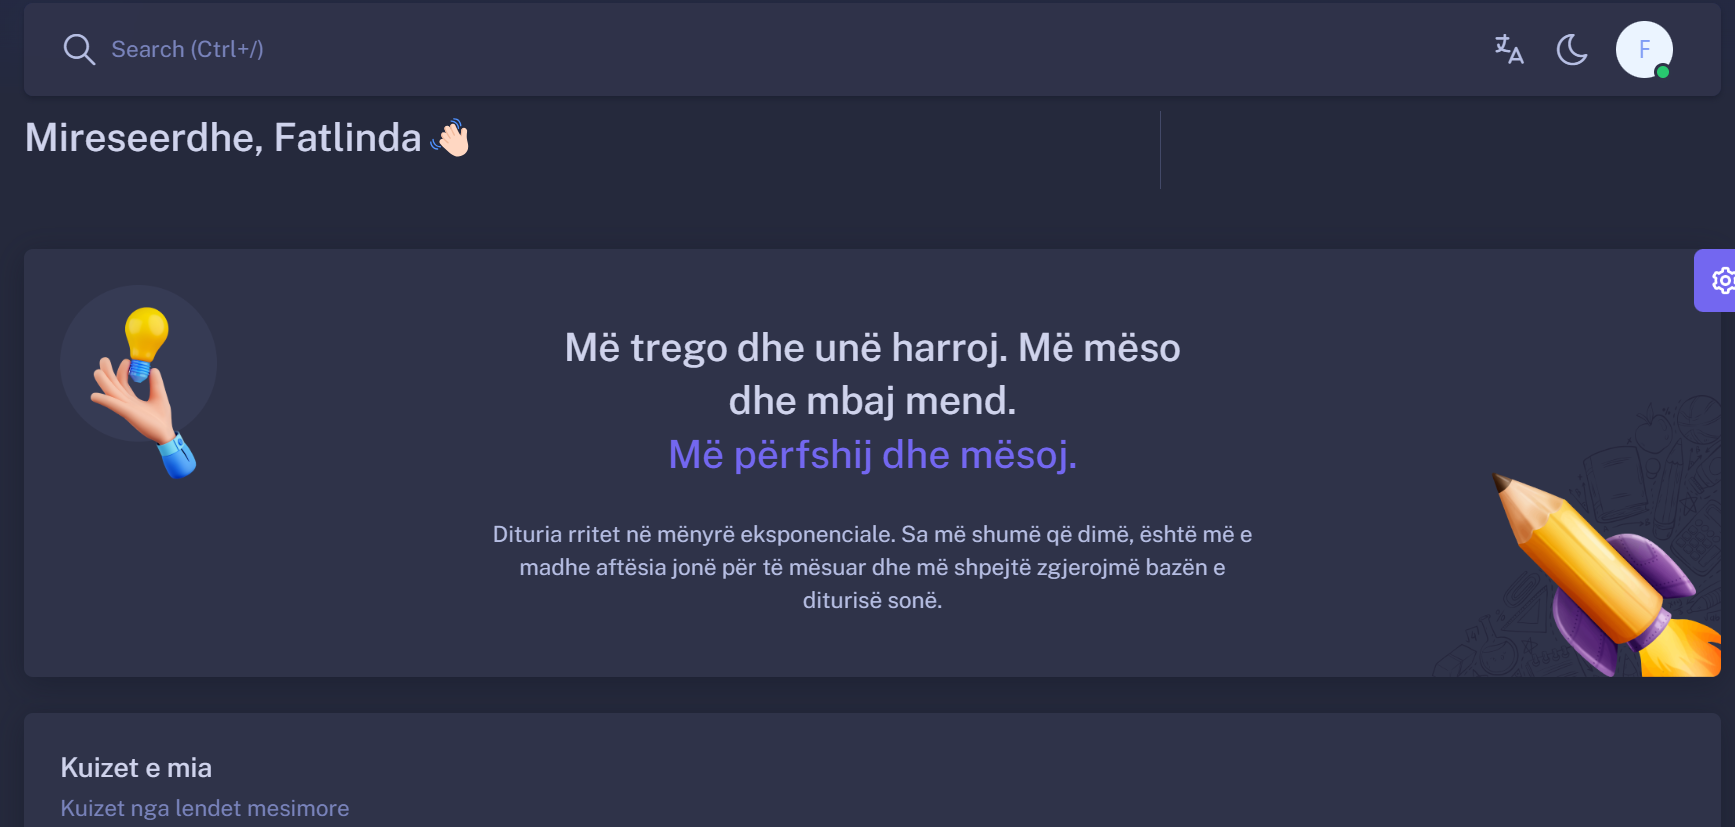 Search (Ctrl+/)
F
Mireseerdhe, Fatlinda 👋🏻
Më trego dhe unë harroj. Më mëso
dhe mbaj mend.
Më përfshij dhe mësoj.
Dituria rritet në mënyrë eksponenciale. Sa më shumë që dimë, është më e
madhe aftësia jonë për të mësuar dhe më shpejtë zgjerojmë bazën e
diturisë sonë.
Kuizet e mia
Kuizet nga lendet mesimore